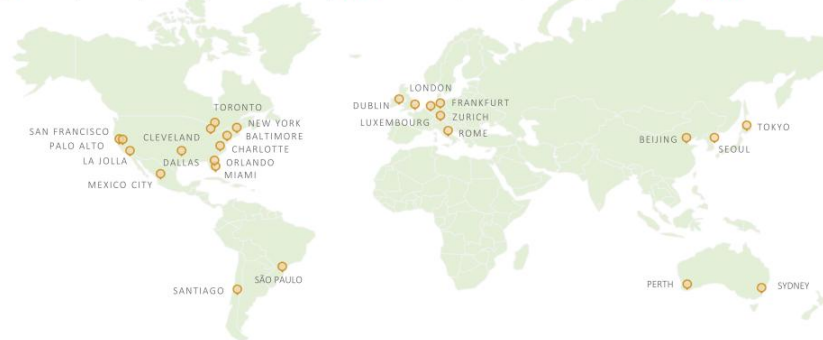 LONDON
DUBLIN
FRANKFURT
TORONTO
LUXEMBOURG
ZURICH
NEW YORK
TOKYO
SAN FRANCISCO
CLEVELAND
BALTIMORE
ROME
BEIJING
PALO ALTO
CHARLOTTE
SEOUL
LA JOLLA
DALLAS
ORLANDO
MIAMI
MEXICO CITY
SÃO PAULO
PERTH
SYDNEY
SANTIAGO